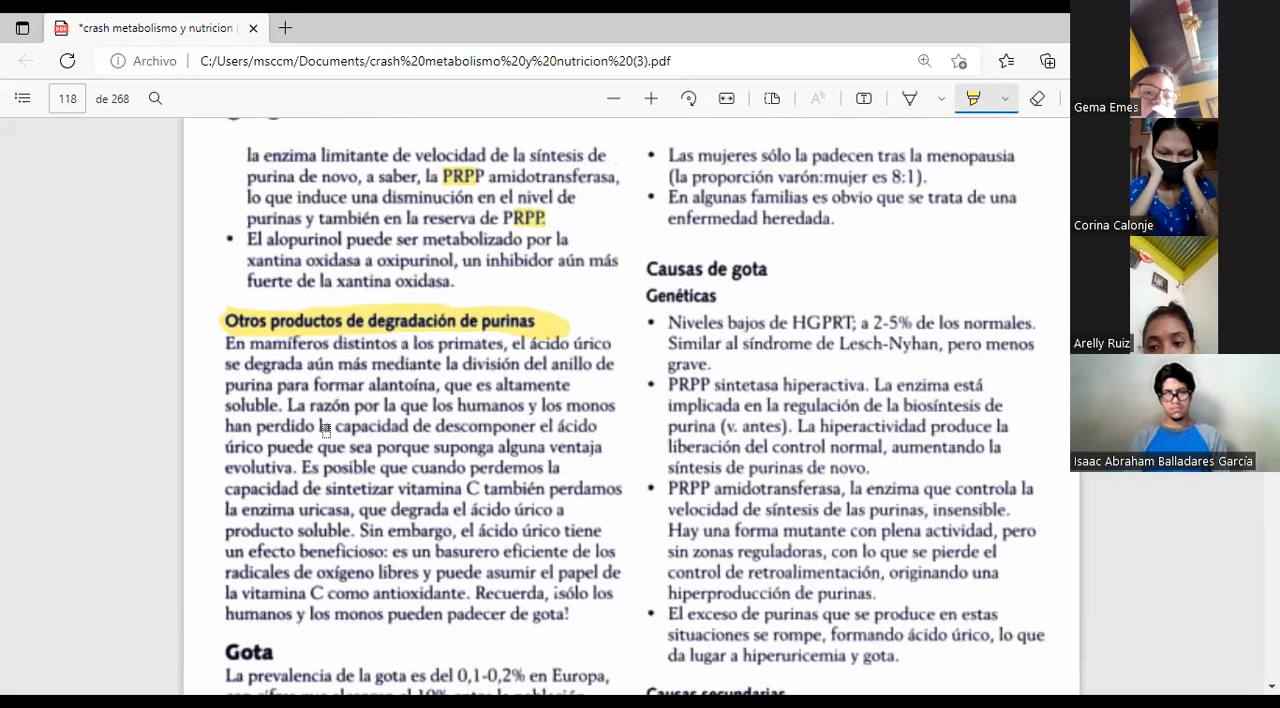 *crash metabolismo y nutricion
Archivo
C:/Users/msccm/Documents/crash%20metabolismo%20y%20nutricion%20(3).pdf
118
de 268
la enzima limitante de velocidad de la síntesis de
purina de novo, a saber, la PRPP amidotransferasa,
lo que induce una disminución en el nivel de
purinas y también en la reserva de PRPP.
• El alopurinol puede ser metabolizado por la
xantina oxidasa a oxipurinol, un inhibidor aún más
fuerte de la xantina oxidasa.
Otros productos de degradación de purinas
En mamíferos distintos a los primates, el ácido úrico
se degrada aún más mediante la división del anillo de
purina para formar alantoína, que es altamente
soluble. La razón por la que los humanos y los monos
han perdido la capacidad de descomponer el ácido
úrico puede que sea porque suponga alguna ventaja
evolutiva. Es posible que cuando perdemos la
capacidad de sintetizar vitamina C también perdamos
la enzima uricasa, que degrada el ácido úrico a
producto soluble. Sin embargo, el ácido úrico tiene
un efecto beneficioso: es un basurero eficiente de los
radicales de oxígeno libres y puede asumir el papel de
la vitamina C como antioxidante. Recuerda, ¡sólo los
humanos y los monos pueden padecer de gota!
Gota
La prevalencia de la gota es del 0,1-0,2% en Europa,
• Las mujeres sólo la padecen tras la menopausia
(la proporción varón:mujer es 8:1).
• En algunas familias es obvio que se trata de una
enfermedad heredada.
Causas de gota
Genéticas
• Niveles bajos de HGPRT; a 2-5% de los normales.
Similar al síndrome de Lesch-Nyhan, pero menos
grave.
• PRPP sintetasa hiperactiva. La enzima está
implicada en la regulación de la biosíntesis de
purina (v. antes). La hiperactividad produce la
liberación del control normal, aumentando la
síntesis de purinas de novo.
• PRPP amidotransferasa, la enzima que controla la
velocidad de síntesis de las purinas, insensible.
Hay una forma mutante con plena actividad, pero
sin zonas reguladoras, con lo que se pierde el
control de retroalimentación, originando una
hiperproducción de purinas.
• El exceso de purinas que se produce en estas
situaciones se rompe, formando ácido úrico, lo que
da lugar a hiperuricemia y gota.
Causas secundarias
Gema Emes
Corina Calonje
Arelly Ruiz
Isaac Abraham Balladares García